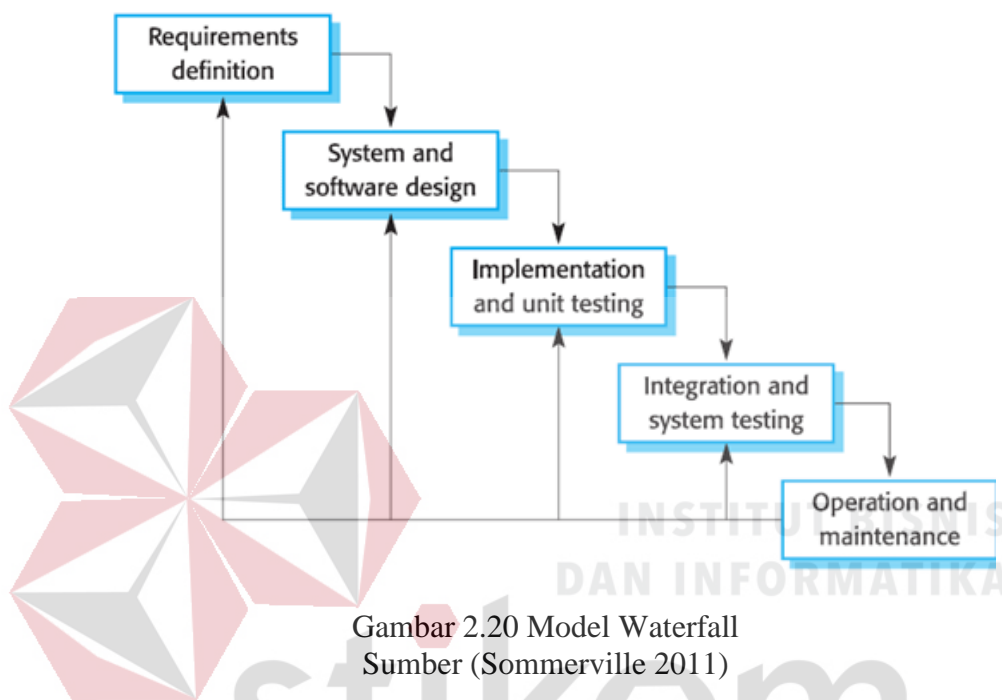 Requirements
definition
System and
software design
Implementation
and unit testing
Integration and
system testing
Operation and
maintenance
INSTITUT BISNIS
DAN INFORMATIKA
Gambar 2.20 Model Waterfall
Sumber (Sommerville 2011)
stikom